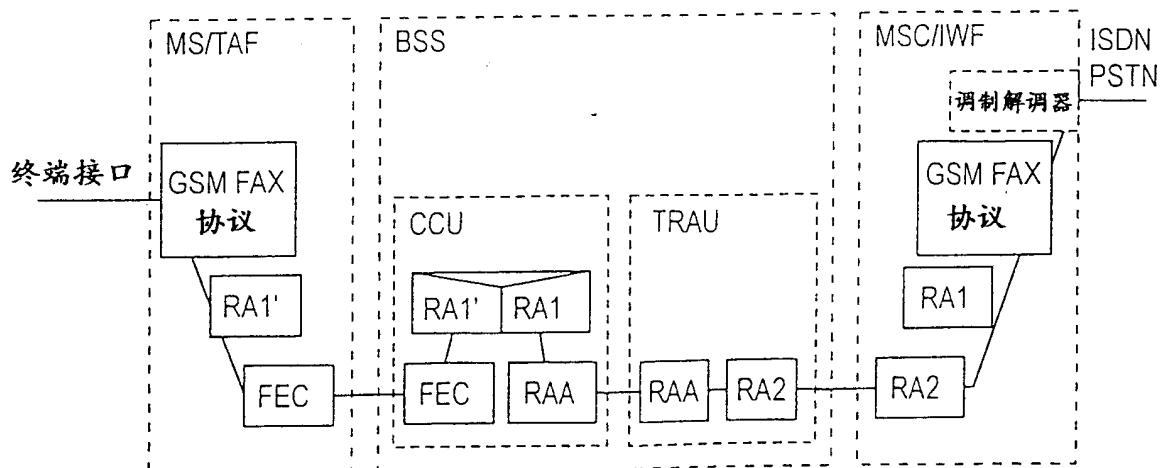 MS/TAF
BSS
MSC/IWF
ISDN
PSTN
调制解调器
终端接口
GSM FAX
协议
GSM FAX
协议
CCU
TRAU
RA1'
RA1'
RA1
RA1
FEC
FEC
RAA
RAA
RA2
RA2